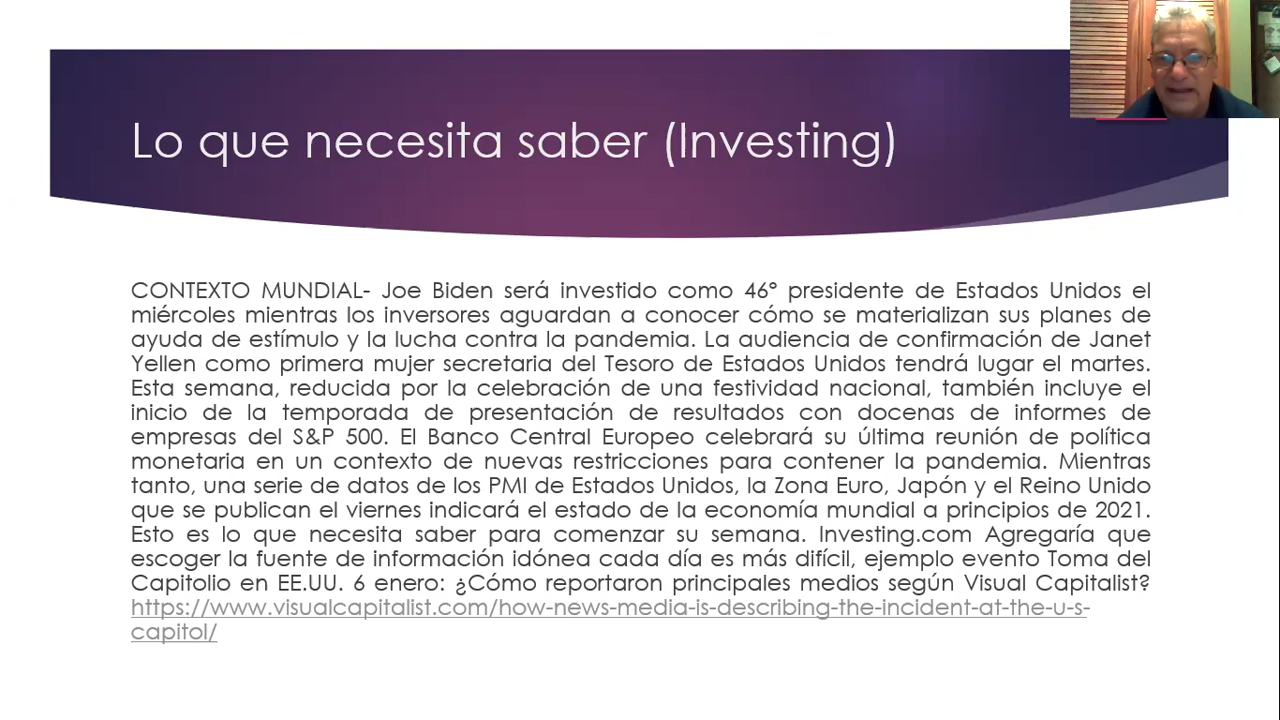 Lo que necesita saber (Investing)
CONTEXTO MUNDIAL- Joe Biden será investido como 46º presidente de Estados Unidos el
miércoles mientras los inversores aguardan a conocer cómo se materializan sus planes de
ayuda de estímulo y la lucha contra la pandemia. La audiencia de confirmación de Janet
Yellen como primera mujer secretaria del Tesoro de Estados Unidos tendrá lugar el martes.
Esta semana, reducida por la celebración de una festividad nacional, también incluye el
inicio de la temporada de presentación de resultados con docenas de informes de
empresas del S&P 500. El Banco Central Europeo celebrará su última reunión de política
monetaria en un contexto de nuevas restricciones para contener la pandemia. Mientras
tanto, una serie de datos de los PMI de Estados Unidos, la Zona Euro, Japón y el Reino Unido
que se publican el viernes indicará el estado de la economía mundial a principios de 2021.
Esto es lo que necesita saber para comenzar su semana. Investing.com Agregaría que
escoger la fuente de información idónea cada día es más difícil, ejemplo evento Toma del
Capitolio en EE.UU. 6 enero: ¿Cómo reportaron principales medios según Visual Capitalist?
https://www.visualcapitalist.com/how-news-media-is-describing-the-incident-at-the-u-s-
capitol/